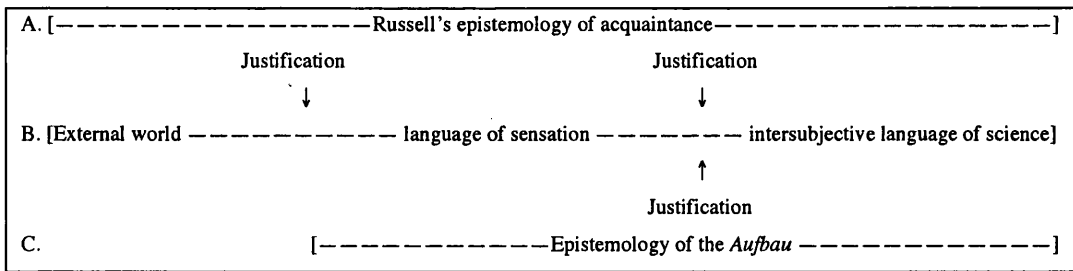 A. [————————————————Russell's epistemology of acquaintance—————————————————]
Justification Justification
↓ ↓
B. [External world —————————— language of sensation ——————— intersubjective language of science]
↑
Justification
C. [———————————Epistemology of the Aufbau ————————————]